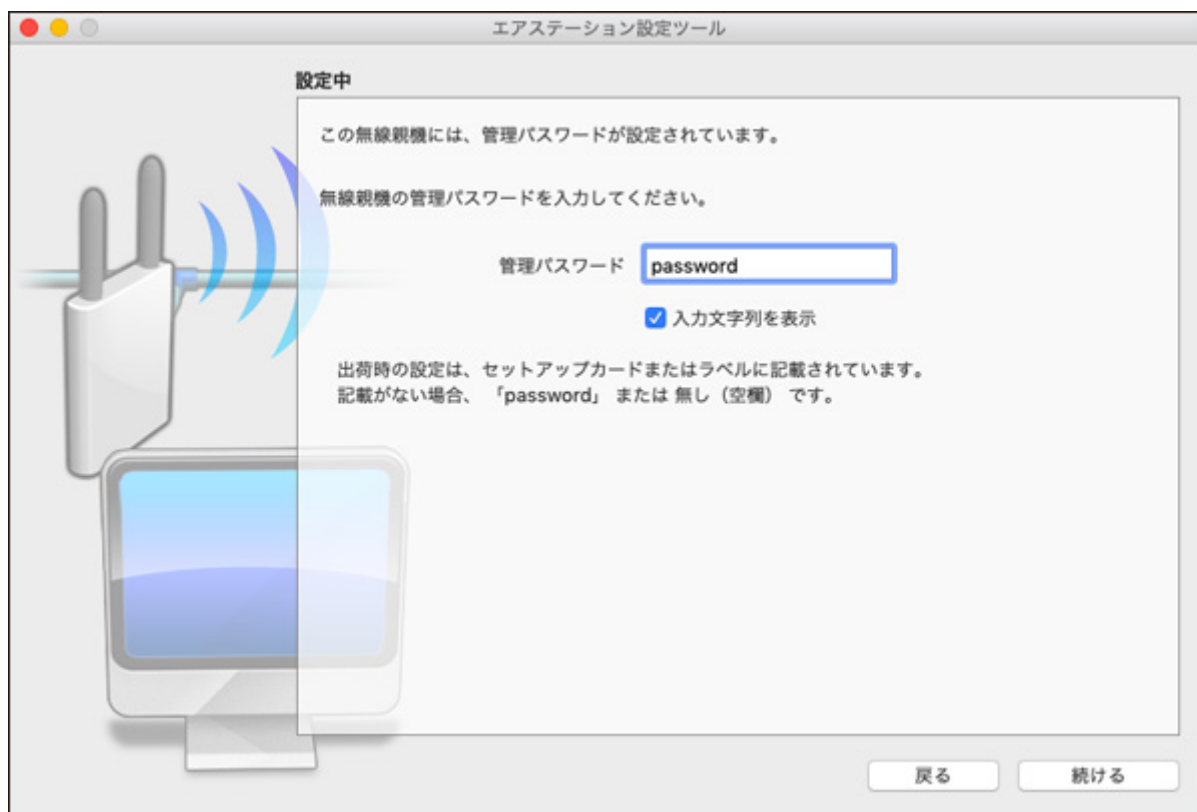 エアステーション設定ツール
設定中
この無線親機には、管理パスワードが設定されています。
無線親機の管理パスワードを入力してください。
管理パスワード password
入力文字列を表示
出荷時の設定は、セットアップカードまたはラベルに記載されています。
記載がない場合、 「password」 または 無し（空欄） です。
戻る 続ける